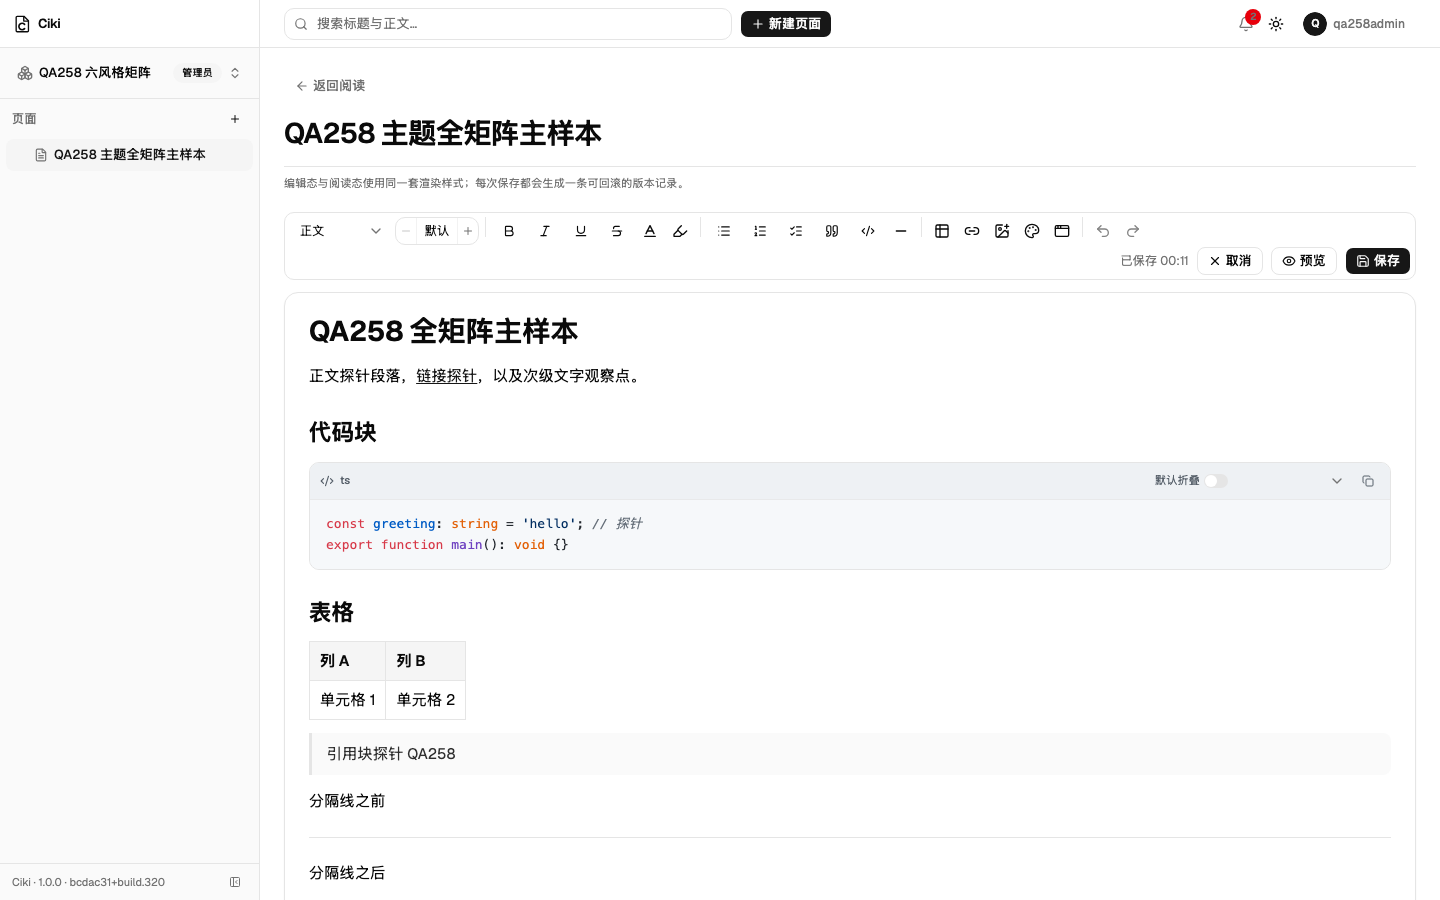 Ciki
搜索标题与正文...
新建页面
2
Q
qa258admin
QA258 六风格矩阵
管理员
页面
QA258 主题全矩阵主样本
返回阅读
QA258 主题全矩阵主样本
编辑态与阅读态使用同一套渲染样式；每次保存都会生成一条可回滚的版本记录。
正文
默认
已保存 00:11
取消
预览
保存
QA258 全矩阵主样本
正文探针段落，链接探针，以及次级文字观察点。
代码块
ts
默认折叠
const greeting: string = 'hello'; // 探针
export function main(): void {}
表格
列 A 列 B
单元格 1 单元格 2
引用块探针 QA258
分隔线之前
分隔线之后
Ciki · 1.0.0 · bcdac31+build.320